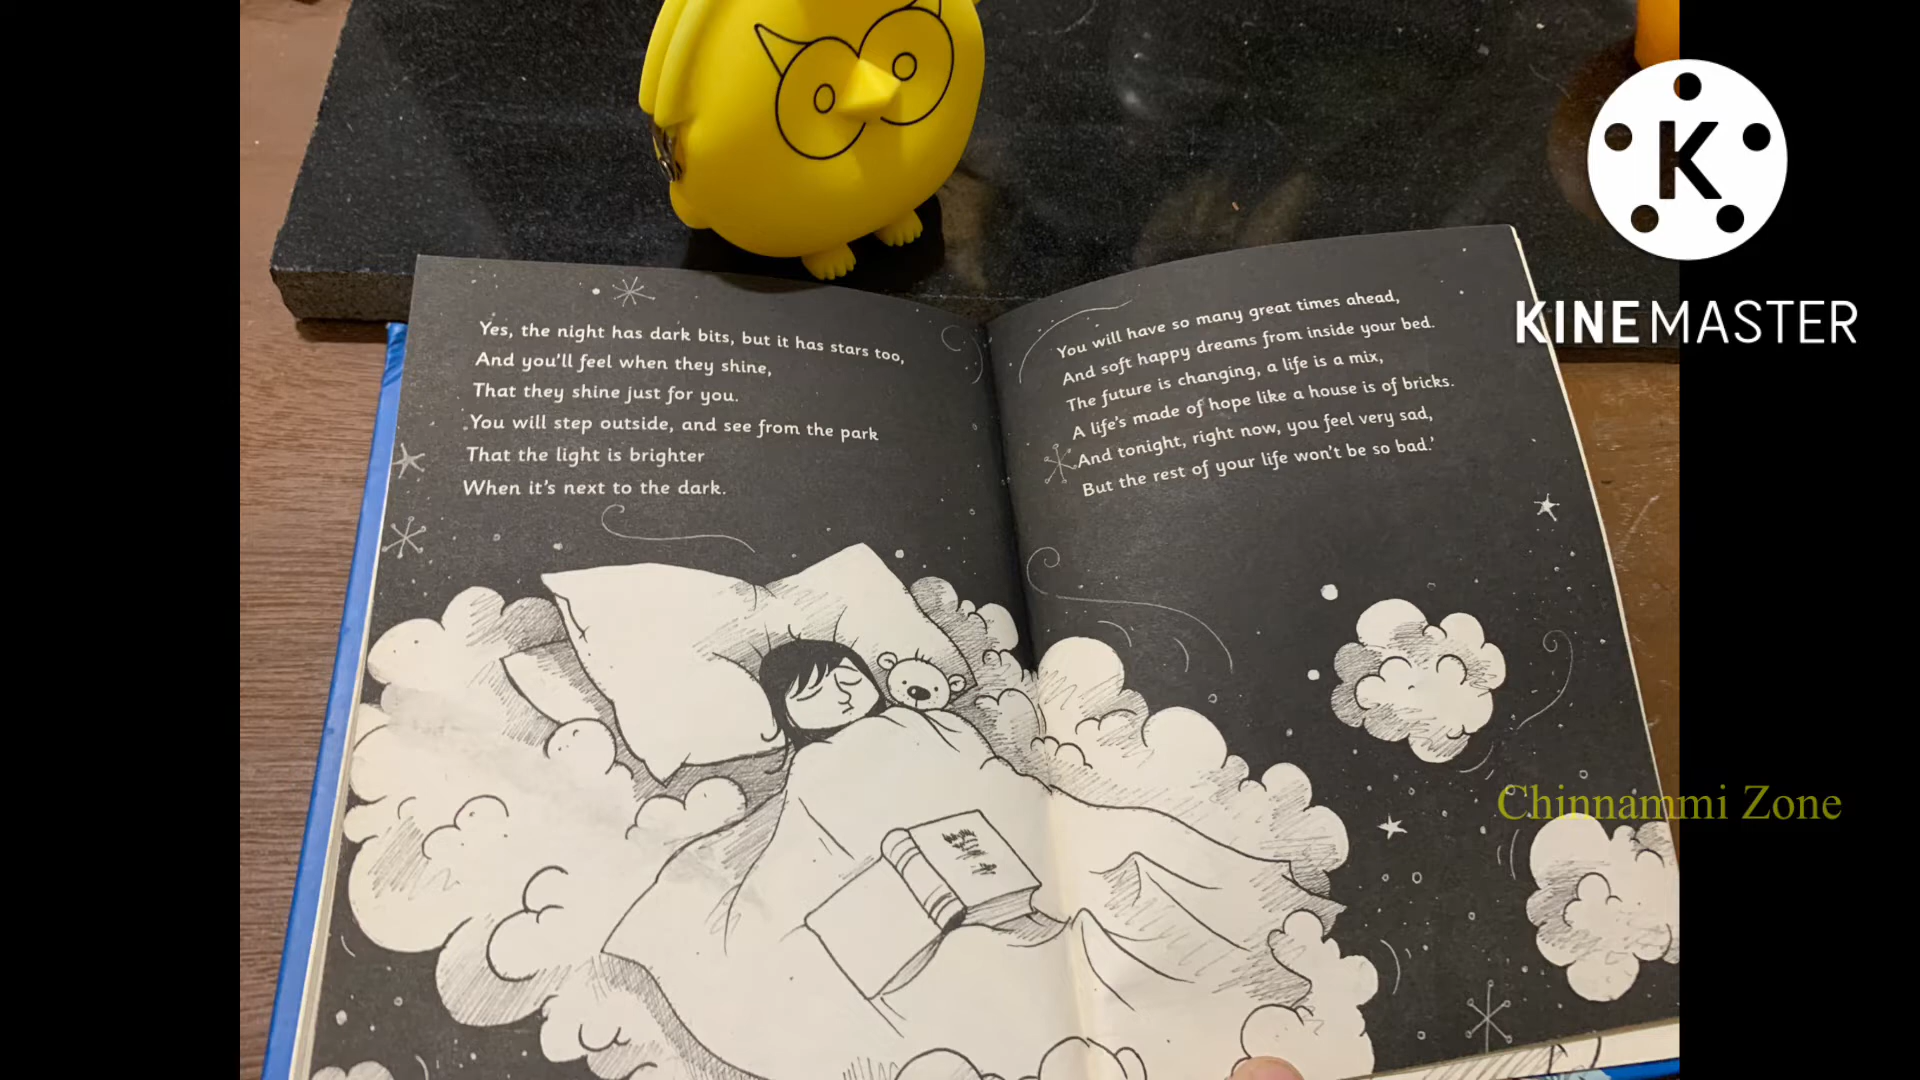 Yes, the night has dark bits, but it has stars too,
And you'll feel when they shine,
That they shine just for you.
You will step outside, and see from the park
That the light is brighter
When it's next to the dark.
You will have so many great times ahead,
And soft happy dreams from inside your bed.
The future is changing, a life is a mix,
A life's made of hope like a house is of bricks.
And tonight, right now, you feel very sad,
But the rest of your life won't be so bad.'
K
KINEMASTER
Chinnammi Zone